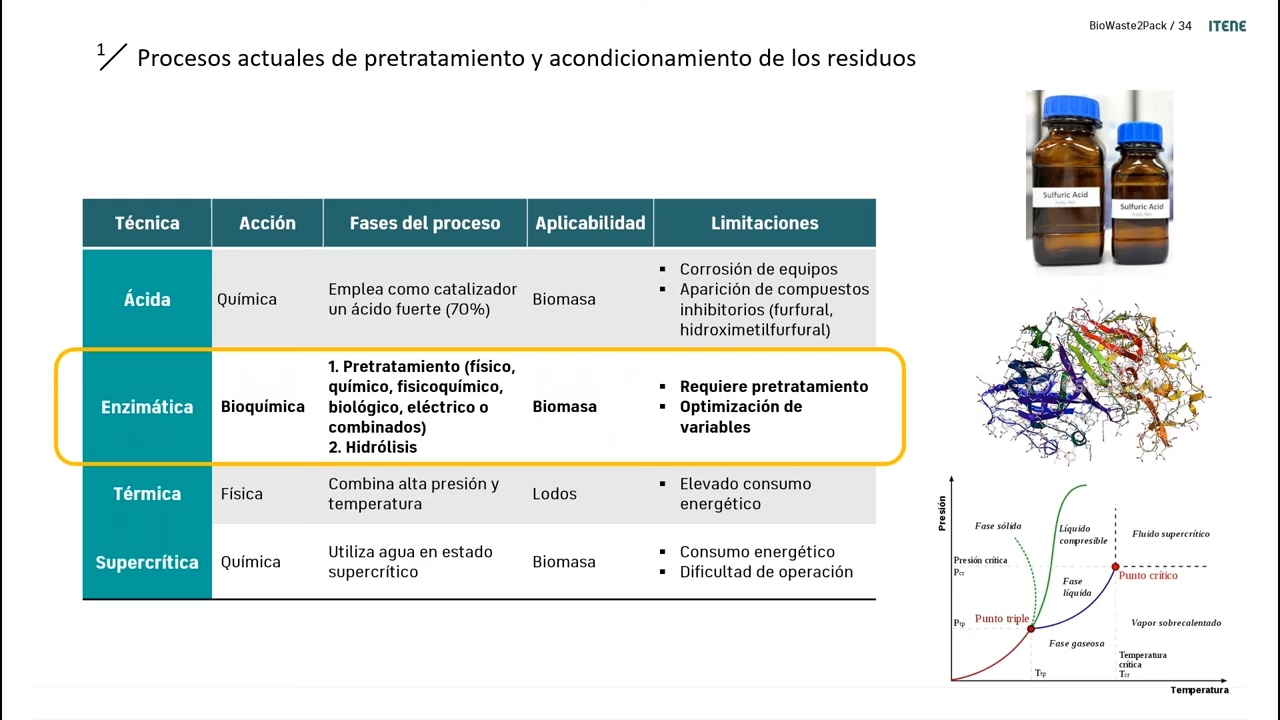 BioWaste2Pack / 34 ITENE
1/ Procesos actuales de pretratamiento y acondicionamiento de los residuos
Técnica Acción Fases del proceso Aplicabilidad Limitaciones
Ácida
Química
Emplea como catalizador
un ácido fuerte (70%)
Biomasa
▪ Corrosión de equipos
▪ Aparición de compuestos
inhibitorios (furfural,
hidroximetilfurfural)
Enzimática
Bioquímica
1. Pretratamiento (físico,
químico, fisicoquímico,
biológico, eléctrico o
combinados)
2. Hidrólisis
Biomasa
▪ Requiere pretratamiento
▪ Optimización de
variables
Térmica
Física
Combina alta presión y
temperatura
Lodos
▪ Elevado consumo
energético
Supercrítica
Química
Utiliza agua en estado
supercrítico
Biomasa
▪ Consumo energético
▪ Dificultad de operación
Sulfuric Acid
Sulfuric Acid
Presión
Fase sólida
Líquido
compresible
Fluido supercrítico
Presión crítica
Pcr
Punto crítico
Fase
líquida
Ptp
Punto triple
Vapor sobrecalentado
Fase gaseosa
Temperatura
crítica
Tcr
Ttp
Temperatura